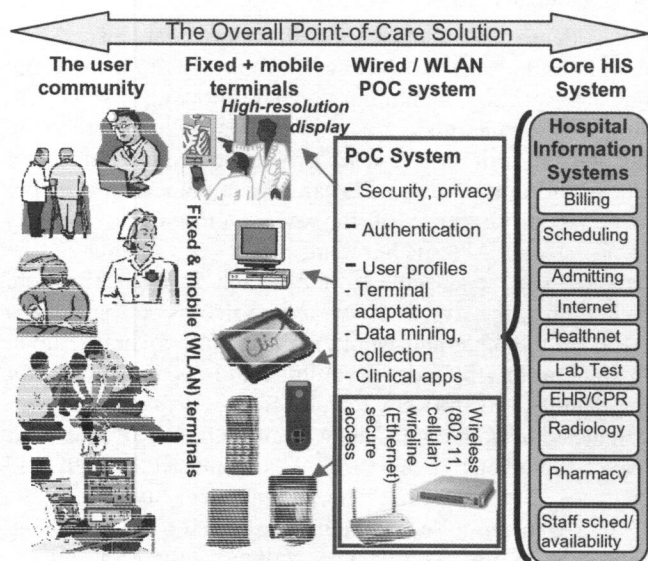 The Overall Point-of-Care Solution
The user
community
Fixed + mobile
terminals
High-resolution
display
Fixed & mobile (WLAN) terminals
Clio
Wired / WLAN
POC system
PoC System
- Security, privacy
- Authentication
- User profiles
- Terminal
adaptation
- Data mining,
collection
- Clinical apps
Wireless
(802.11,
cellular)
wireline
(Ethernet)
secure
access
Core HIS
System
Hospital
Information
Systems
Billing
Scheduling
Admitting
Internet
Healthnet
Lab Test
EHR/CPR
Radiology
Pharmacy
Staff sched/
availability